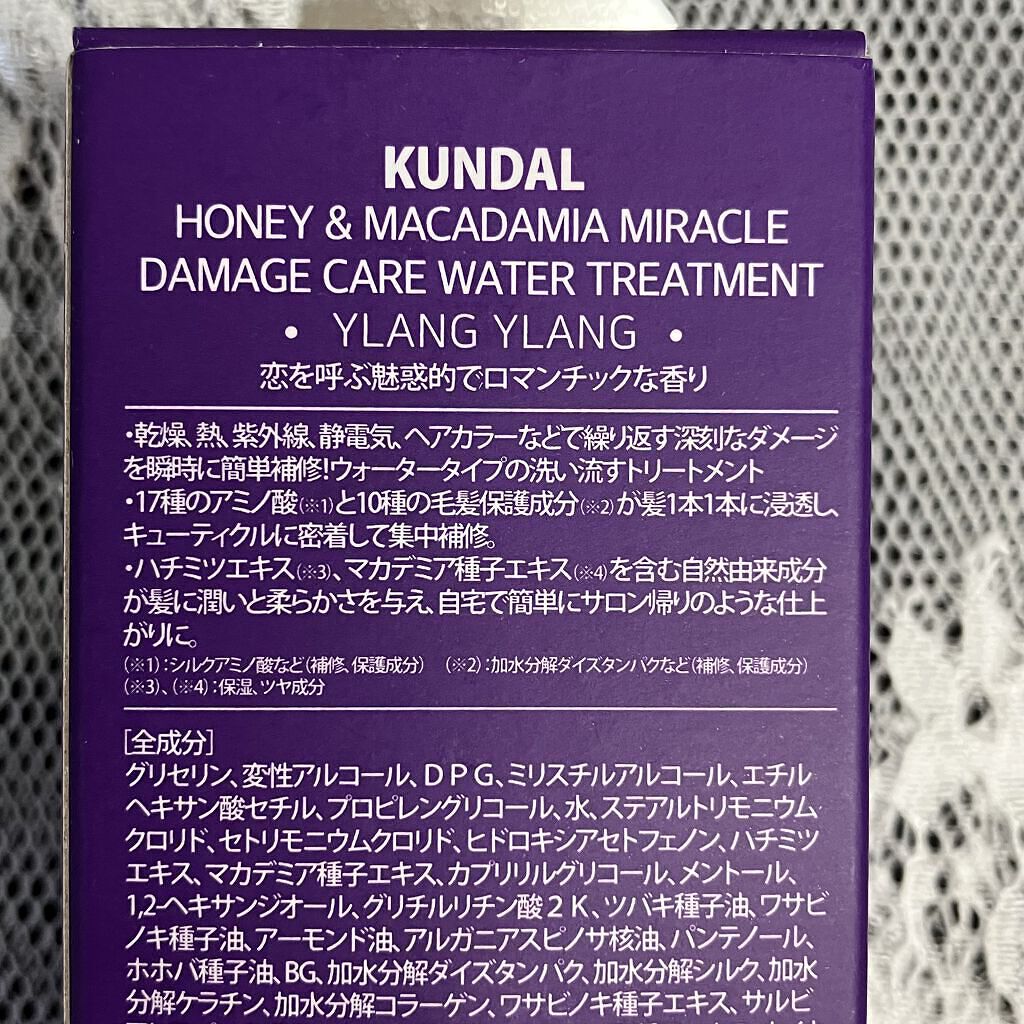 KUNDAL
HONEY & MACADAMIA MIRACLE
DAMAGE CARE WATER TREATMENT
• YLANG YLANG •
恋を呼ぶ魅惑的でロマンチックな香り
・乾燥、熱、紫外線、静電気、ヘアカラーなどで繰り返す深刻なダメージ
を瞬時に簡単補修!ウォータータイプの洗い流すトリートメント
・17種のアミノ酸(※1)と10種の毛髪保護成分(※2)が髪1本1本に浸透し、
キューティクルに密着して集中補修。
・ハチミツエキス(※3)、マカデミア種子エキス(※4)を含む自然由来成分
が髪に潤いと柔らかさを与え、自宅で簡単にサロン帰りのような仕上
がりに。
(※1):シルクアミノ酸など(補修、保護成分) (※2):加水分解ダイズタンパクなど(補修、保護成分)
(※3)、(※4):保湿、ツヤ成分
[全成分]
グリセリン、変性アルコール、DPG、ミリスチルアルコール、エチル
ヘキサン酸セチル、プロピレングリコール、水、ステアルトリモニウム
クロリド、セトリモニウムクロリド、ヒドロキシアセトフェノン、ハチミツ
エキス、マカデミア種子エキス、カプリリルグリコール、メントール、
1,2-ヘキサンジオール、グリチルリチン酸2K、ツバキ種子油、ワサビ
ノキ種子油、アーモンド油、アルガニアスピノサ核油、パンテノール、
ホホバ種子油、BG、加水分解ダイズタンパク、加水分解シルク、加水
分解ケラチン、加水分解コラーゲン、ワサビノキ種子エキス、サルビ